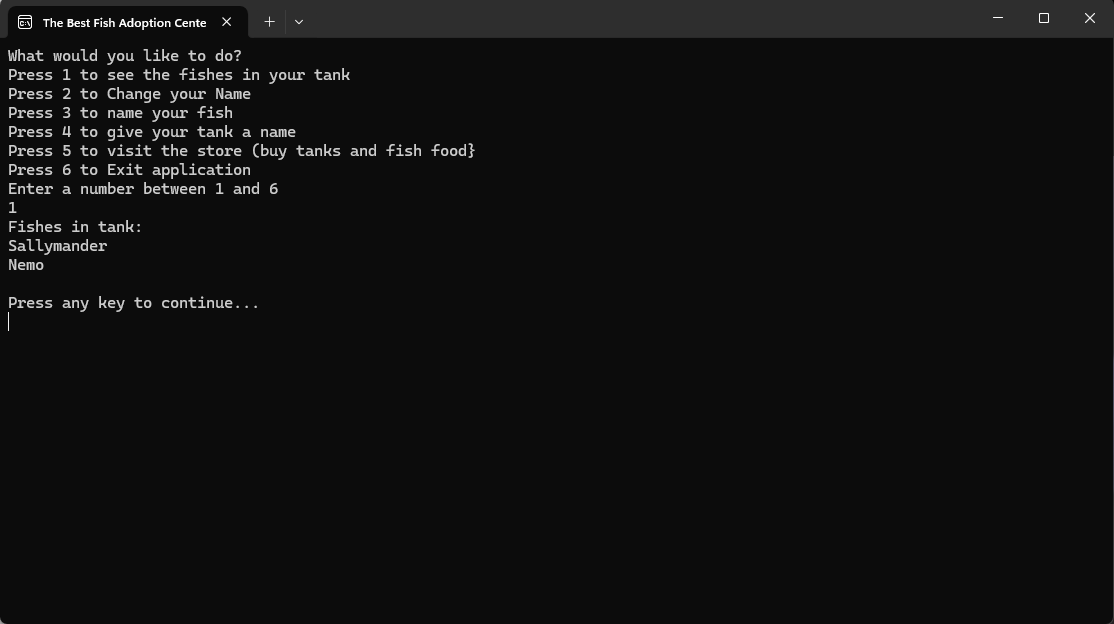 The Best Fish Adoption Cente
What would you like to do?
Press 1 to see the fishes in your tank
Press 2 to Change your Name
Press 3 to name your fish
Press 4 to give your tank a name
Press 5 to visit the store (buy tanks and fish food}
Press 6 to Exit application
Enter a number between 1 and 6
1
Fishes in tank:
Sallymander
Nemo
Press any key to continue...